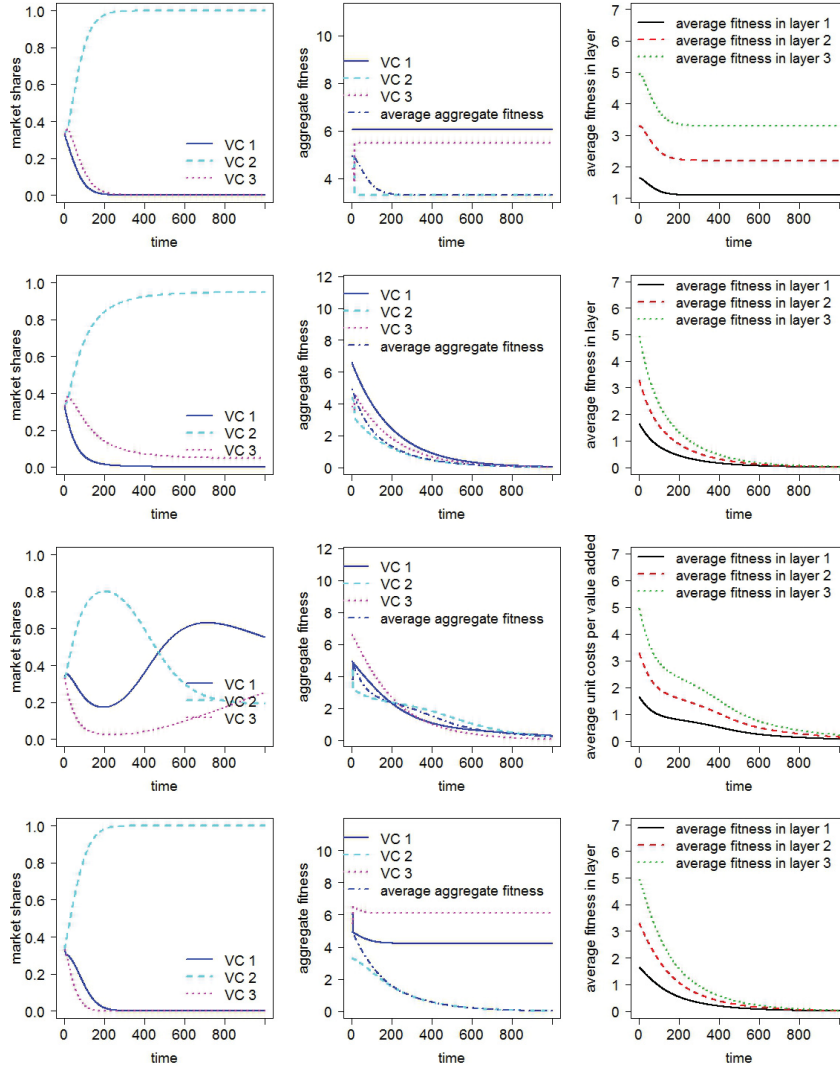 market shares
1.0
0.8
0.6
0.4
0.2
0.0
VC 1
VC 2
VC 3
0 200 400 600 800
time
aggregate fitness
10
8
6
4
VC 1
VC 2
VC 3
average aggregate fitness
0 200 400 600 800
time
average fitness in layer
7
6
5
4
3
2
1
average fitness in layer 1
average fitness in layer 2
average fitness in layer 3
0 200 400 600 800
time
market shares
1.0
0.8
0.6
0.4
0.2
0.0
VC 1
VC 2
VC 3
0 200 400 600 800
time
aggregate fitness
12
10
8
6
4
2
0
VC 1
VC 2
VC 3
average aggregate fitness
0 200 400 600 800
time
average fitness in layer
7
6
5
4
3
2
1
0
average fitness in layer 1
average fitness in layer 2
average fitness in layer 3
0 200 400 600 800
time
market shares
1.0
0.8
0.6
0.4
0.2
0.0
VC 1
VC 2
VC 3
0 200 400 600 800
time
aggregate fitness
12
10
8
6
4
2
0
VC 1
VC 2
VC 3
average aggregate fitness
0 200 400 600 800
time
average unit costs per value added
7
6
5
4
3
2
1
0
average fitness in layer 1
average fitness in layer 2
average fitness in layer 3
0 200 400 600 800
time
market shares
1.0
0.8
0.6
0.4
0.2
0.0
VC 1
VC 2
VC 3
0 200 400 600 800
time
aggregate fitness
10
8
6
4
2
0
VC 1
VC 2
VC 3
average aggregate fitness
0 200 400 600 800
time
average fitness in layer
7
6
5
4
3
2
1
0
average fitness in layer 1
average fitness in layer 2
average fitness in layer 3
0 200 400 600 800
time